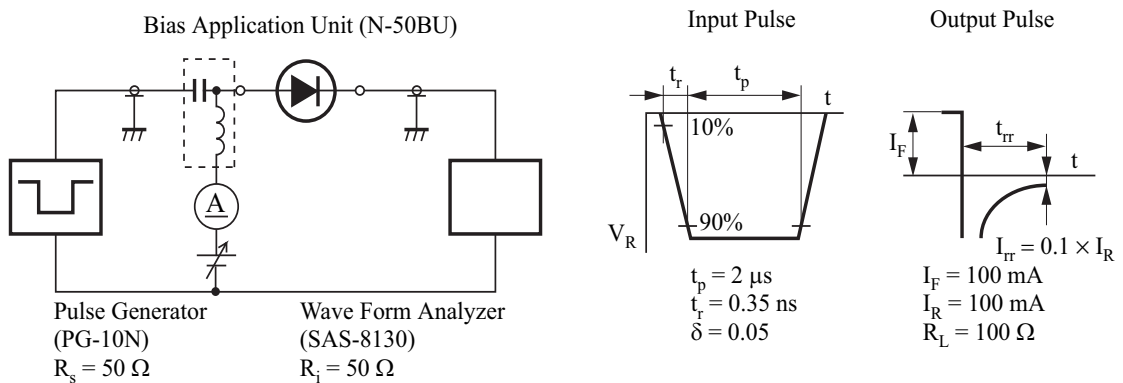 Bias Application Unit (N-50BU)
A
Pulse Generator
(PG-10N)
R_s = 50 Ω
Wave Form Analyzer
(SAS-8130)
R_i = 50 Ω
Input Pulse
t_r
t_p
t
10%
90%
V_R
t_p = 2 μs
t_r = 0.35 ns
δ = 0.05
Output Pulse
I_F
t_rr
t
I_rr = 0.1 × I_R
I_F = 100 mA
I_R = 100 mA
R_L = 100 Ω